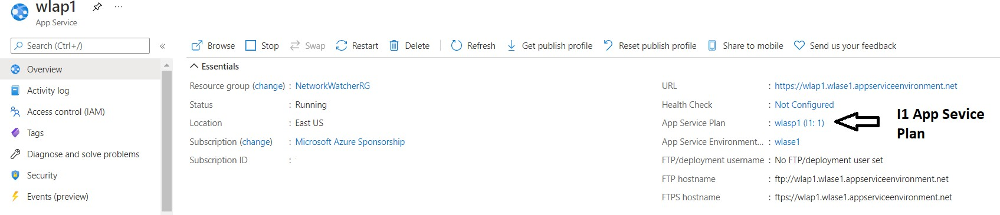 wlap1 ...
App Service
Search (Ctrl+/) «
Browse Stop Swap Restart Delete Refresh Get publish profile Reset publish profile Share to mobile Send us your feedback
Overview
Activity log
Access control (IAM)
Tags
Diagnose and solve problems
Security
Events (preview)
Essentials
Resource group (change) : NetworkWatcherRG
Status : Running
Location : East US
Subscription (change) : Microsoft Azure Sponsorship
Subscription ID :
URL : https://wlap1.wlase1.appserviceenvironment.net
Health Check : Not Configured
App Service Plan : wlasp1 (I1: 1)
App Service Environment... : wlase1
FTP/deployment username : No FTP/deployment user set
FTP hostname : ftp://wlap1.wlase1.appserviceenvironment.net
FTPS hostname : ftps://wlap1.wlase1.appserviceenvironment.net
I1 App Sevice
Plan